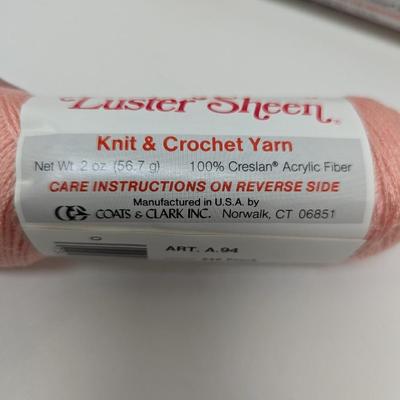 Luster Sheen®
Knit & Crochet Yarn
Net Wt. 2 oz. (56.7 g) 100% Creslan® Acrylic Fiber
CARE INSTRUCTIONS ON REVERSE SIDE
Manufactured in U.S.A. by
COATS & CLARK INC. Norwalk, CT 06851
ART. A.94
0